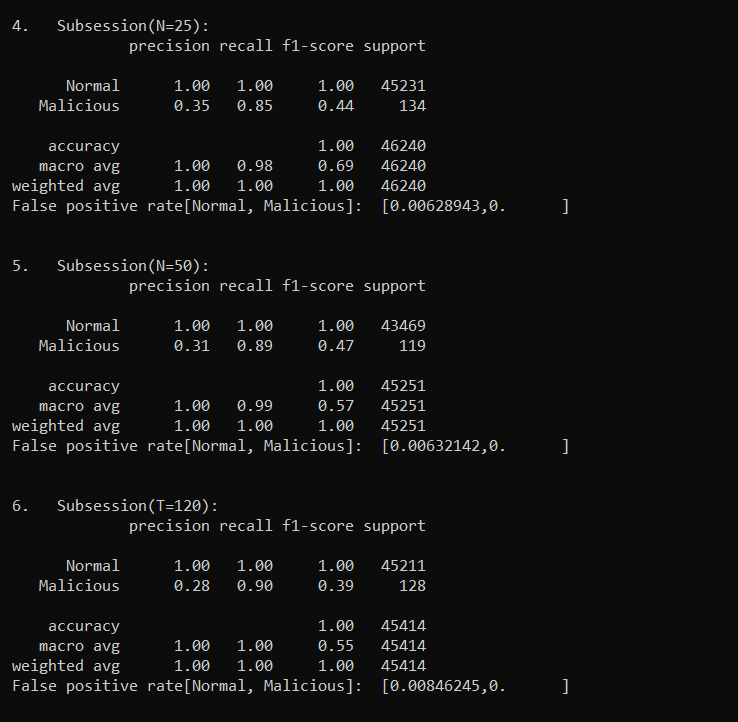 4.   Subsession(N=25):
             precision recall f1-score support

      Normal      1.00   1.00     1.00   45231
   Malicious      0.35   0.85     0.44     134

    accuracy                      1.00   46240
   macro avg      1.00   0.98     0.69   46240
weighted avg      1.00   1.00     1.00   46240
False positive rate[Normal, Malicious]:  [0.00628943,0.      ]

5.   Subsession(N=50):
             precision recall f1-score support

      Normal      1.00   1.00     1.00   43469
   Malicious      0.31   0.89     0.47     119

    accuracy                      1.00   45251
   macro avg      1.00   0.99     0.57   45251
weighted avg      1.00   1.00     1.00   45251
False positive rate[Normal, Malicious]:  [0.00632142,0.      ]

6.   Subsession(T=120):
             precision recall f1-score support

      Normal      1.00   1.00     1.00   45211
   Malicious      0.28   0.90     0.39     128

    accuracy                      1.00   45414
   macro avg      1.00   1.00     0.55   45414
weighted avg      1.00   1.00     1.00   45414
False positive rate[Normal, Malicious]:  [0.00846245,0.      ]